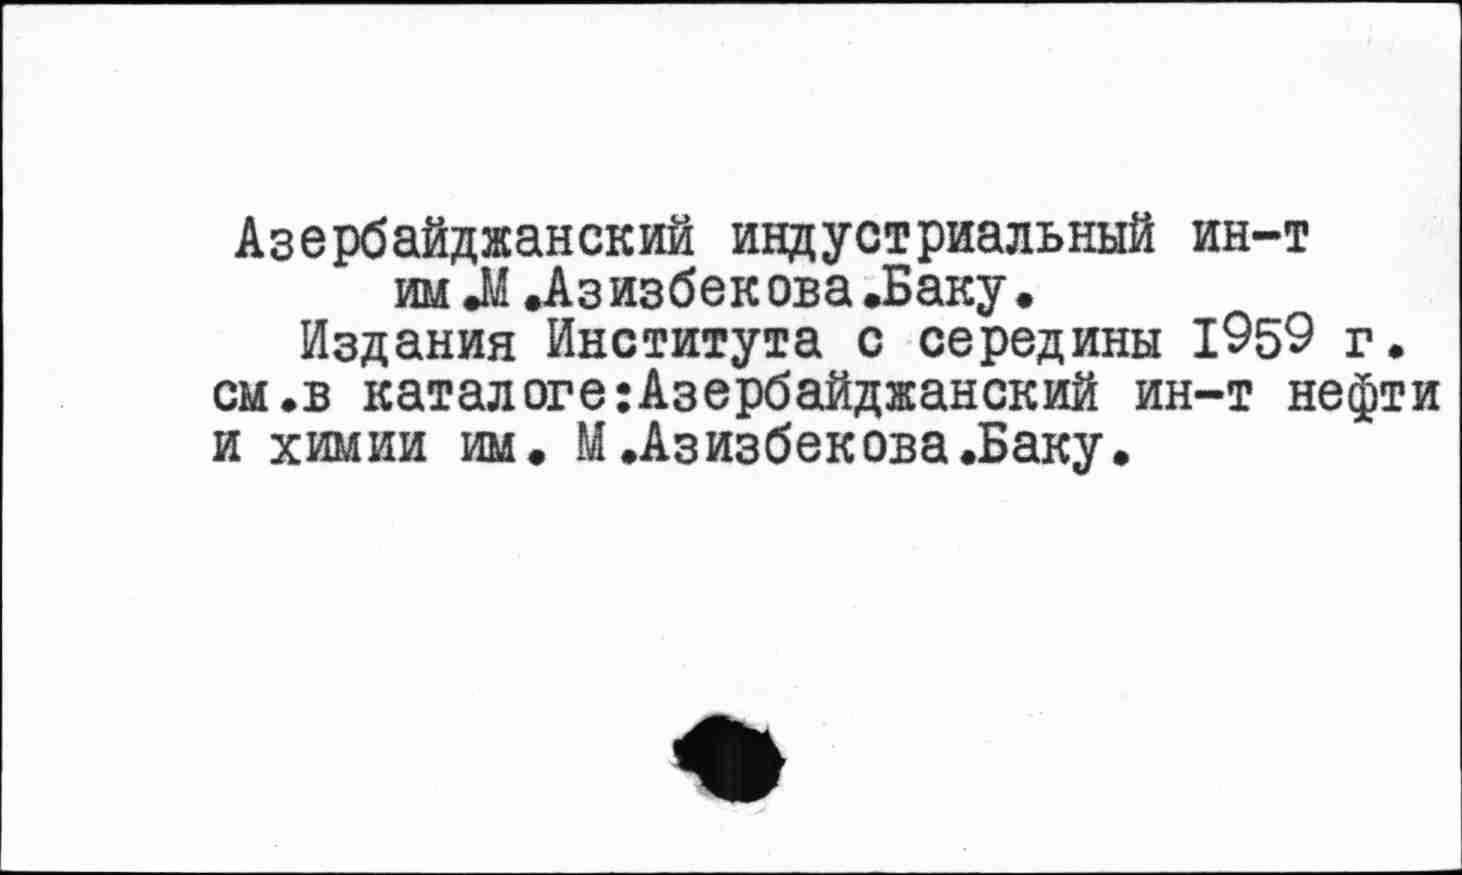 Азербайджанский индустриальный ин-т
им.М.Азизбекова.Баку.
Издания Института с середины 1959 г.
см.в каталоге:Азербайджанский ин-т нефти
и химии им. М.Азизбекова.Баку.